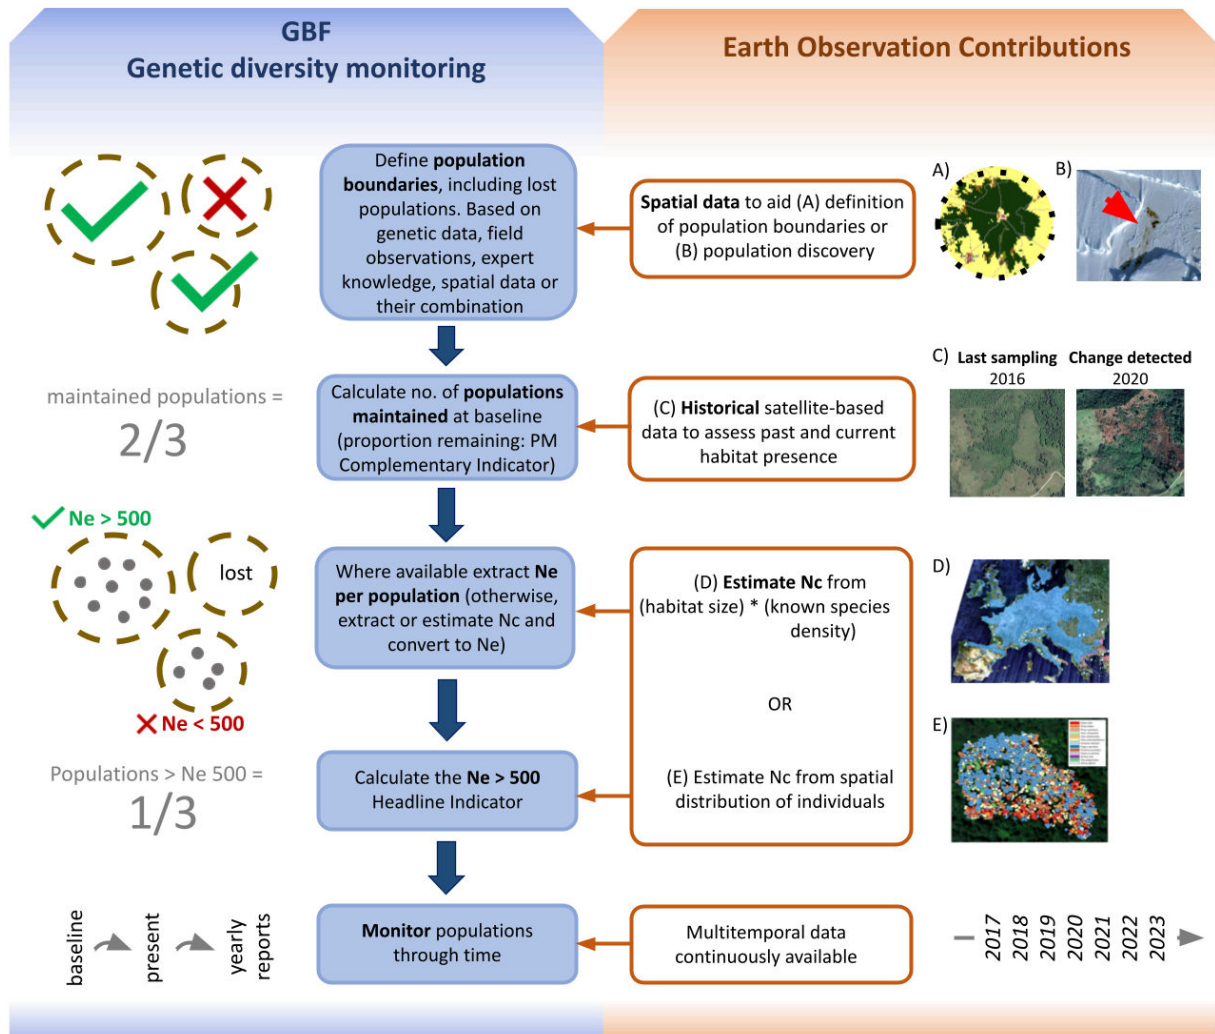 GBF
Genetic diversity monitoring
Earth Observation Contributions
Define population
boundaries, including lost
populations. Based on
genetic data, field
observations, expert
knowledge, spatial data or
their combination
Spatial data to aid (A) definition
of population boundaries or
(B) population discovery
A)
B)
maintained populations =
2/3
Calculate no. of populations
maintained at baseline
(proportion remaining: PM
Complementary Indicator)
(C) Historical satellite-based
data to assess past and current
habitat presence
C) Last sampling
2016
Change detected
2020
Ne > 500
lost
Ne < 500
Where available extract Ne
per population (otherwise,
extract or estimate Nc and
convert to Ne)
(D) Estimate Nc from
(habitat size) * (known species
density)
OR
(E) Estimate Nc from spatial
distribution of individuals
D)
E)
Populations > Ne 500 =
1/3
Calculate the Ne > 500
Headline Indicator
baseline
present
yearly
reports
Monitor populations
through time
Multitemporal data
continuously available
2017
2018
2019
2020
2021
2022
2023